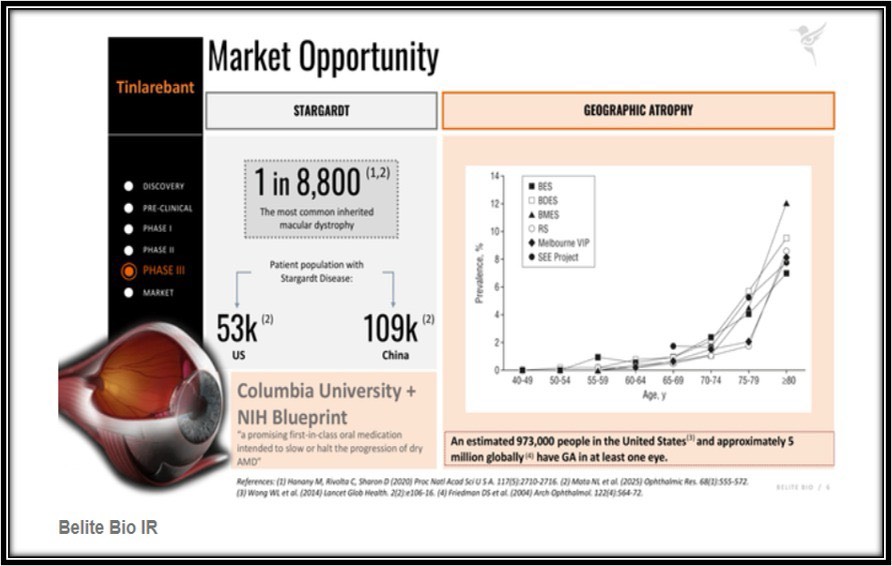 Market Opportunity
Tinlarebant
DISCOVERY
PRE-CLINICAL
PHASE I
PHASE II
PHASE III
MARKET
STARGARDT
1 in 8,800 (1,2)
The most common inherited
macular dystrophy
Patient population with
Stargardt Disease:
53k (2)
US
109k (2)
China
Columbia University +
NIH Blueprint
"a promising first-in-class oral medication
intended to slow or halt the progression of dry
AMD"
GEOGRAPHIC ATROPHY
BES
BDES
BMES
RS
Melbourne VIP
SEE Project
Prevalence, %
14
12
10
8
6
4
2
0
40-49 50-54 55-59 60-64 65-69 70-74 75-79 ≥80
Age, y
An estimated 973,000 people in the United States(3) and approximately 5
million globally (4) have GA in at least one eye.
References: (1) Hanany M, Rivolta C, Sharon D (2020) Proc Natl Acad Sci U S A. 117(5):2710-2716. (2) Mata NL et al. (2025) Ophthalmic Res. 68(1):555-572.
(3) Wong WL et al. (2014) Lancet Glob Health. 2(2):e106-16. (4) Friedman DS et al. (2004) Arch Ophthalmol. 122(4):564-72.
BELITE BIO / 6
Belite Bio IR